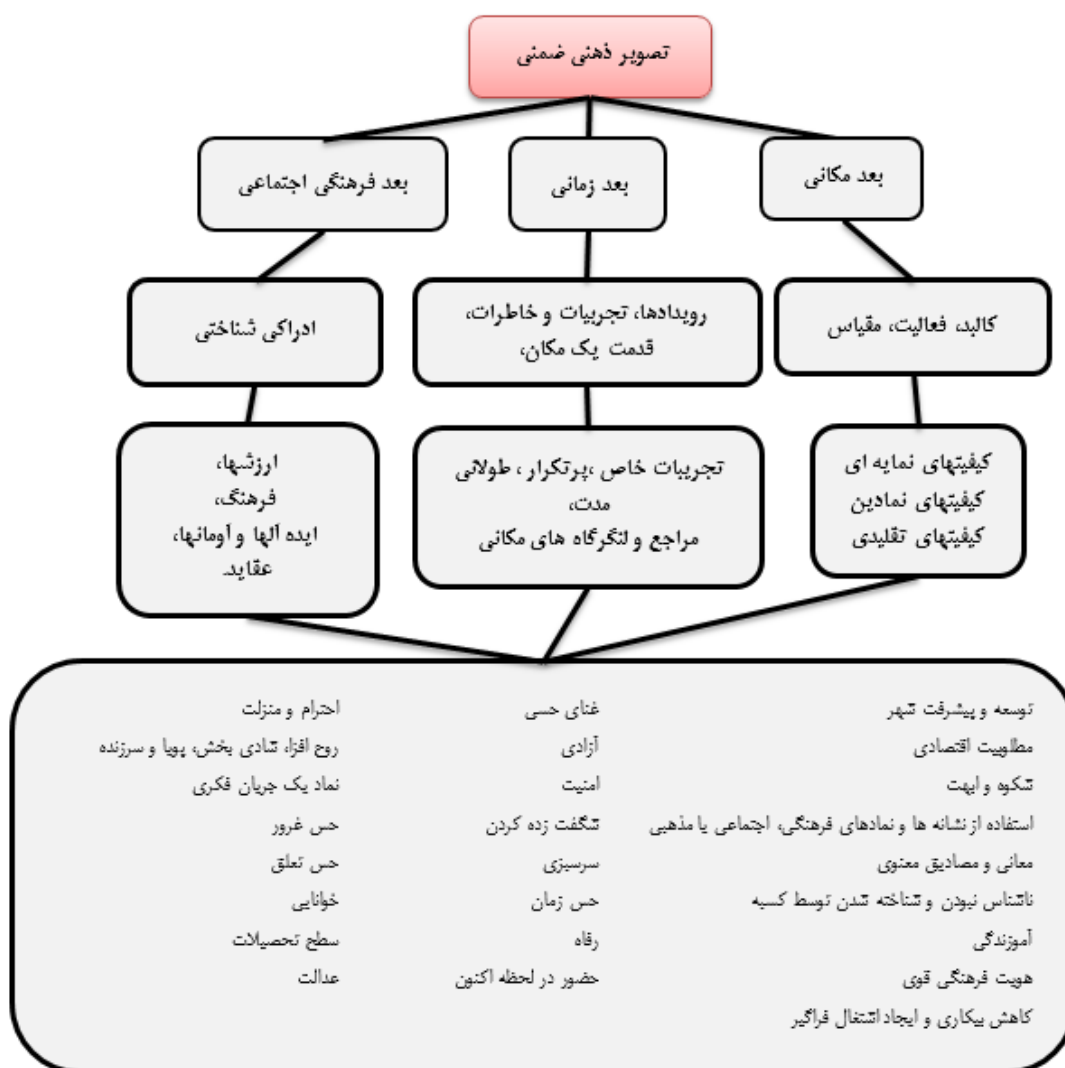 تصویر ذهنی ضمنی
بعد مکانی
بعد زمانی
بعد فرهنگی اجتماعی
کالبد، فعالیت، مقیاس
رویدادها، تجربیات و خاطرات،
قدمت یک مکان،
ادراکی شناختی
کیفیتهای نمایه ای
کیفیتهای نمادین
کیفیتهای تقلیدی
تجربیات خاص ،پرتکرار ، طولانی
مدت،
مراجع و لنگرگاه های مکانی
ارزشها،
فرهنگ،
ایده آلها و آومانها،
عقاید.
توسعه و پیشرفت شهر
مطلوبیت اقتصادی
شکوه و ابهت
استفاده از نشانه ها و نمادهای فرهنگی، اجتماعی یا مذهبی
معانی و مصادیق معنوی
ناشناس نبودن و شناخته شدن توسط کسبه
آموزندگی
هویت فرهنگی قوی
کاهش بیکاری و ایجاد اشتغال فراگیر
غنای حسی
آزادی
امنیت
شگفت زده کردن
سرسبزی
حس زمان
رفاه
حضور در لحظه اکنون
احترام و منزلت
روح افزا، شادی بخش، پویا و سرزنده
نماد یک جریان فکری
حس غرور
حس تعلق
خوانایی
سطح تحصیلات
عدالت